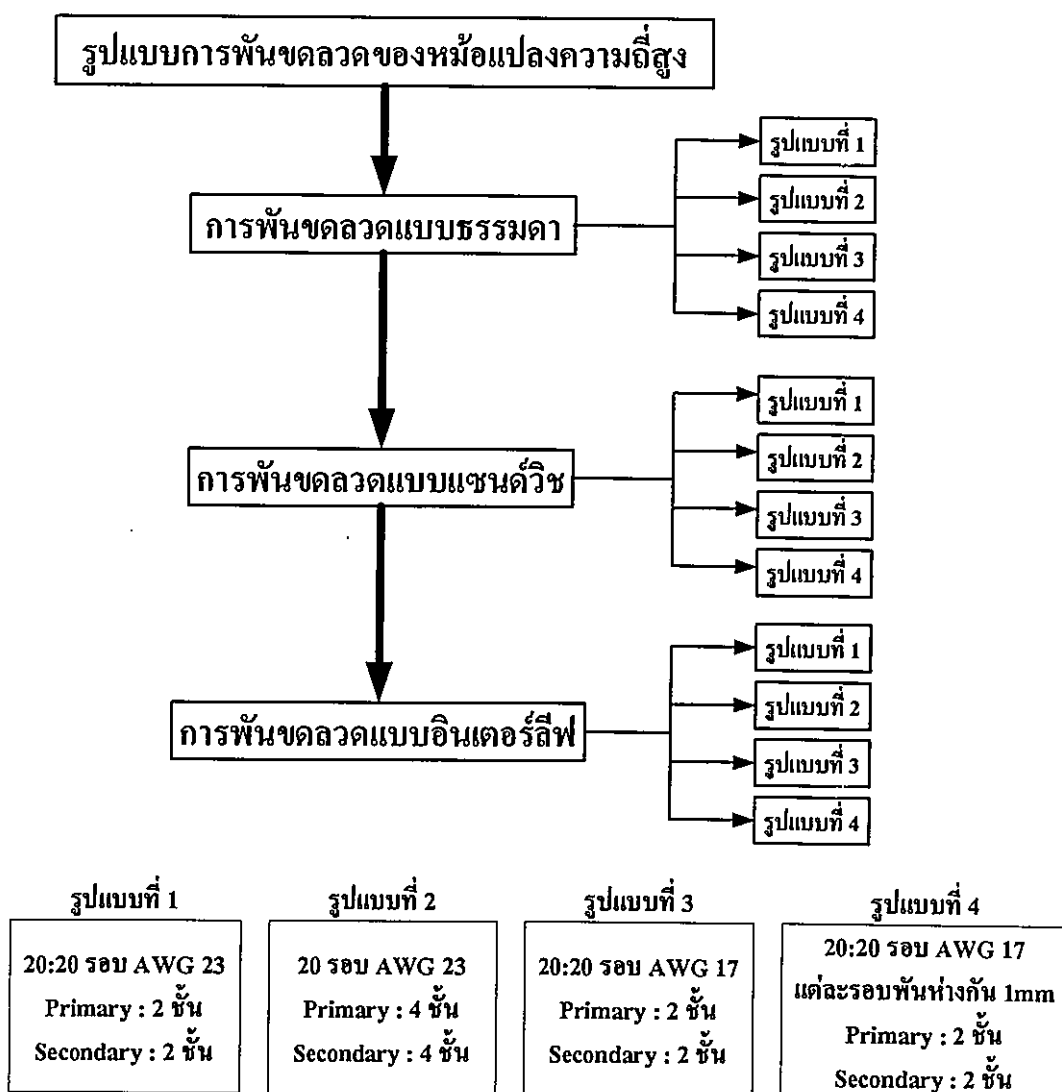 รูปแบบการพันขดลวดของหม้อแปลงความถี่สูง
การพันขดลวดแบบธรรมดา
รูปแบบที่ 1
รูปแบบที่ 2
รูปแบบที่ 3
รูปแบบที่ 4
การพันขดลวดแบบแซนด์วิช
รูปแบบที่ 1
รูปแบบที่ 2
รูปแบบที่ 3
รูปแบบที่ 4
การพันขดลวดแบบอินเตอร์ลีฟ
รูปแบบที่ 1
รูปแบบที่ 2
รูปแบบที่ 3
รูปแบบที่ 4
รูปแบบที่ 1
20:20 รอบ AWG 23
Primary : 2 ชั้น
Secondary : 2 ชั้น
รูปแบบที่ 2
20 รอบ AWG 23
Primary : 4 ชั้น
Secondary : 4 ชั้น
รูปแบบที่ 3
20:20 รอบ AWG 17
Primary : 2 ชั้น
Secondary : 2 ชั้น
รูปแบบที่ 4
20:20 รอบ AWG 17
แต่ละรอบพันห่างกัน 1mm
Primary : 2 ชั้น
Secondary : 2 ชั้น